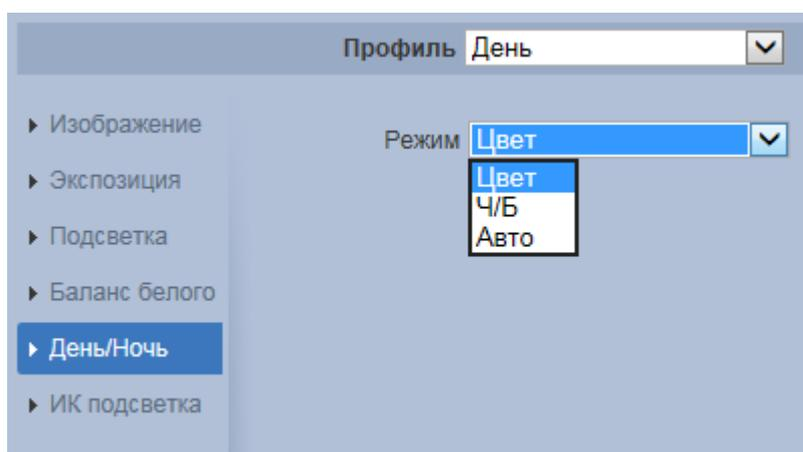 Профиль День
Изображение
Экспозиция
Подсветка
Баланс белого
День/Ночь
ИК подсветка
Режим Цвет
Цвет
Ч/Б
Авто